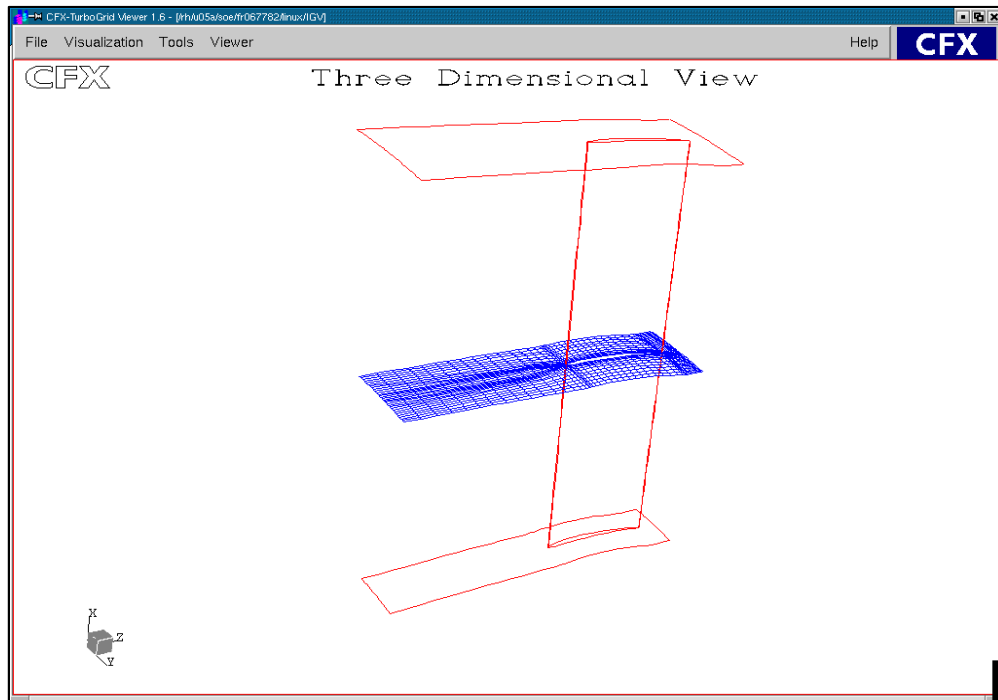 CFX-TurboGrid Viewer 1.6 - [/rh/u05a/soe/fr067782/linux/IGV]
File Visualization Tools Viewer Help CFX
CFX Three Dimensional View
X
Z
Y